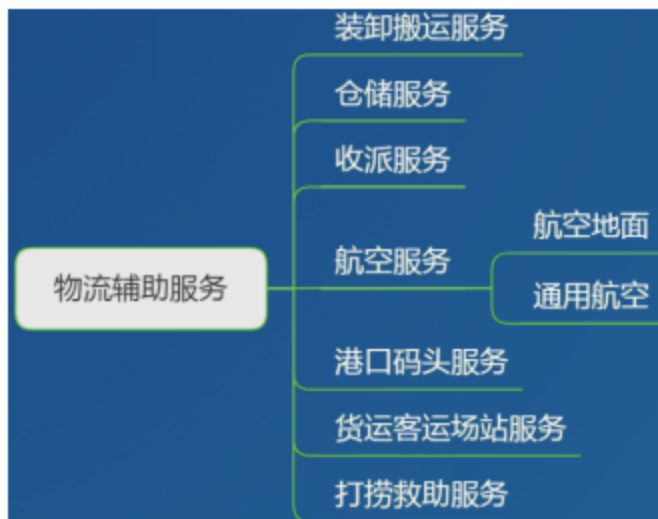 装卸搬运服务
仓储服务
收派服务
航空地面
航空服务
物流辅助服务
通用航空
港口码头服务
货运客运场站服务
打捞救助服务